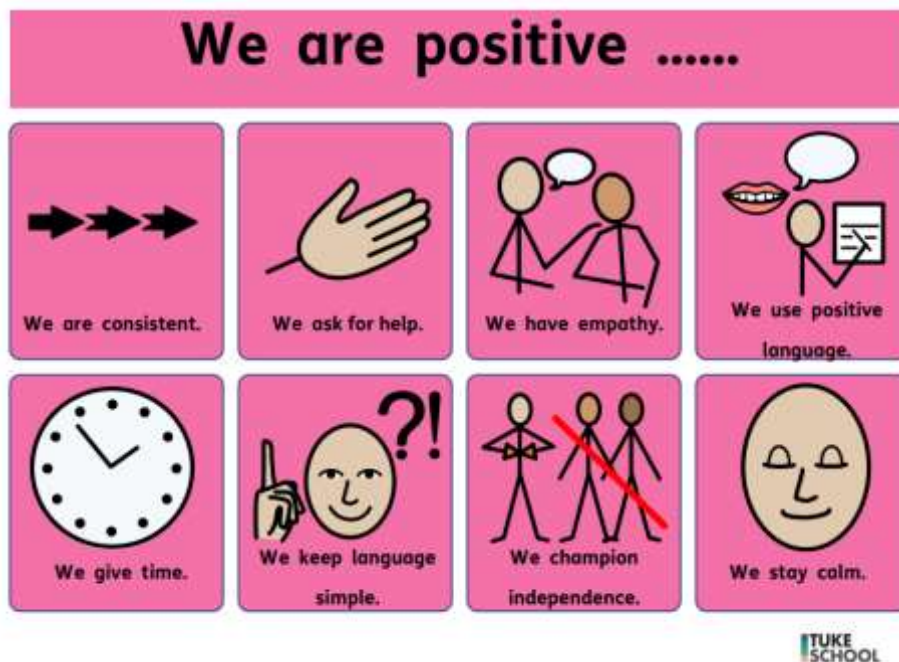 We are positive ......
We are consistent.
We ask for help.
We have empathy.
We use positive
language.
We give time.
?!
We keep language
simple.
We champion
independence.
We stay calm.
TUKE
SCHOOL